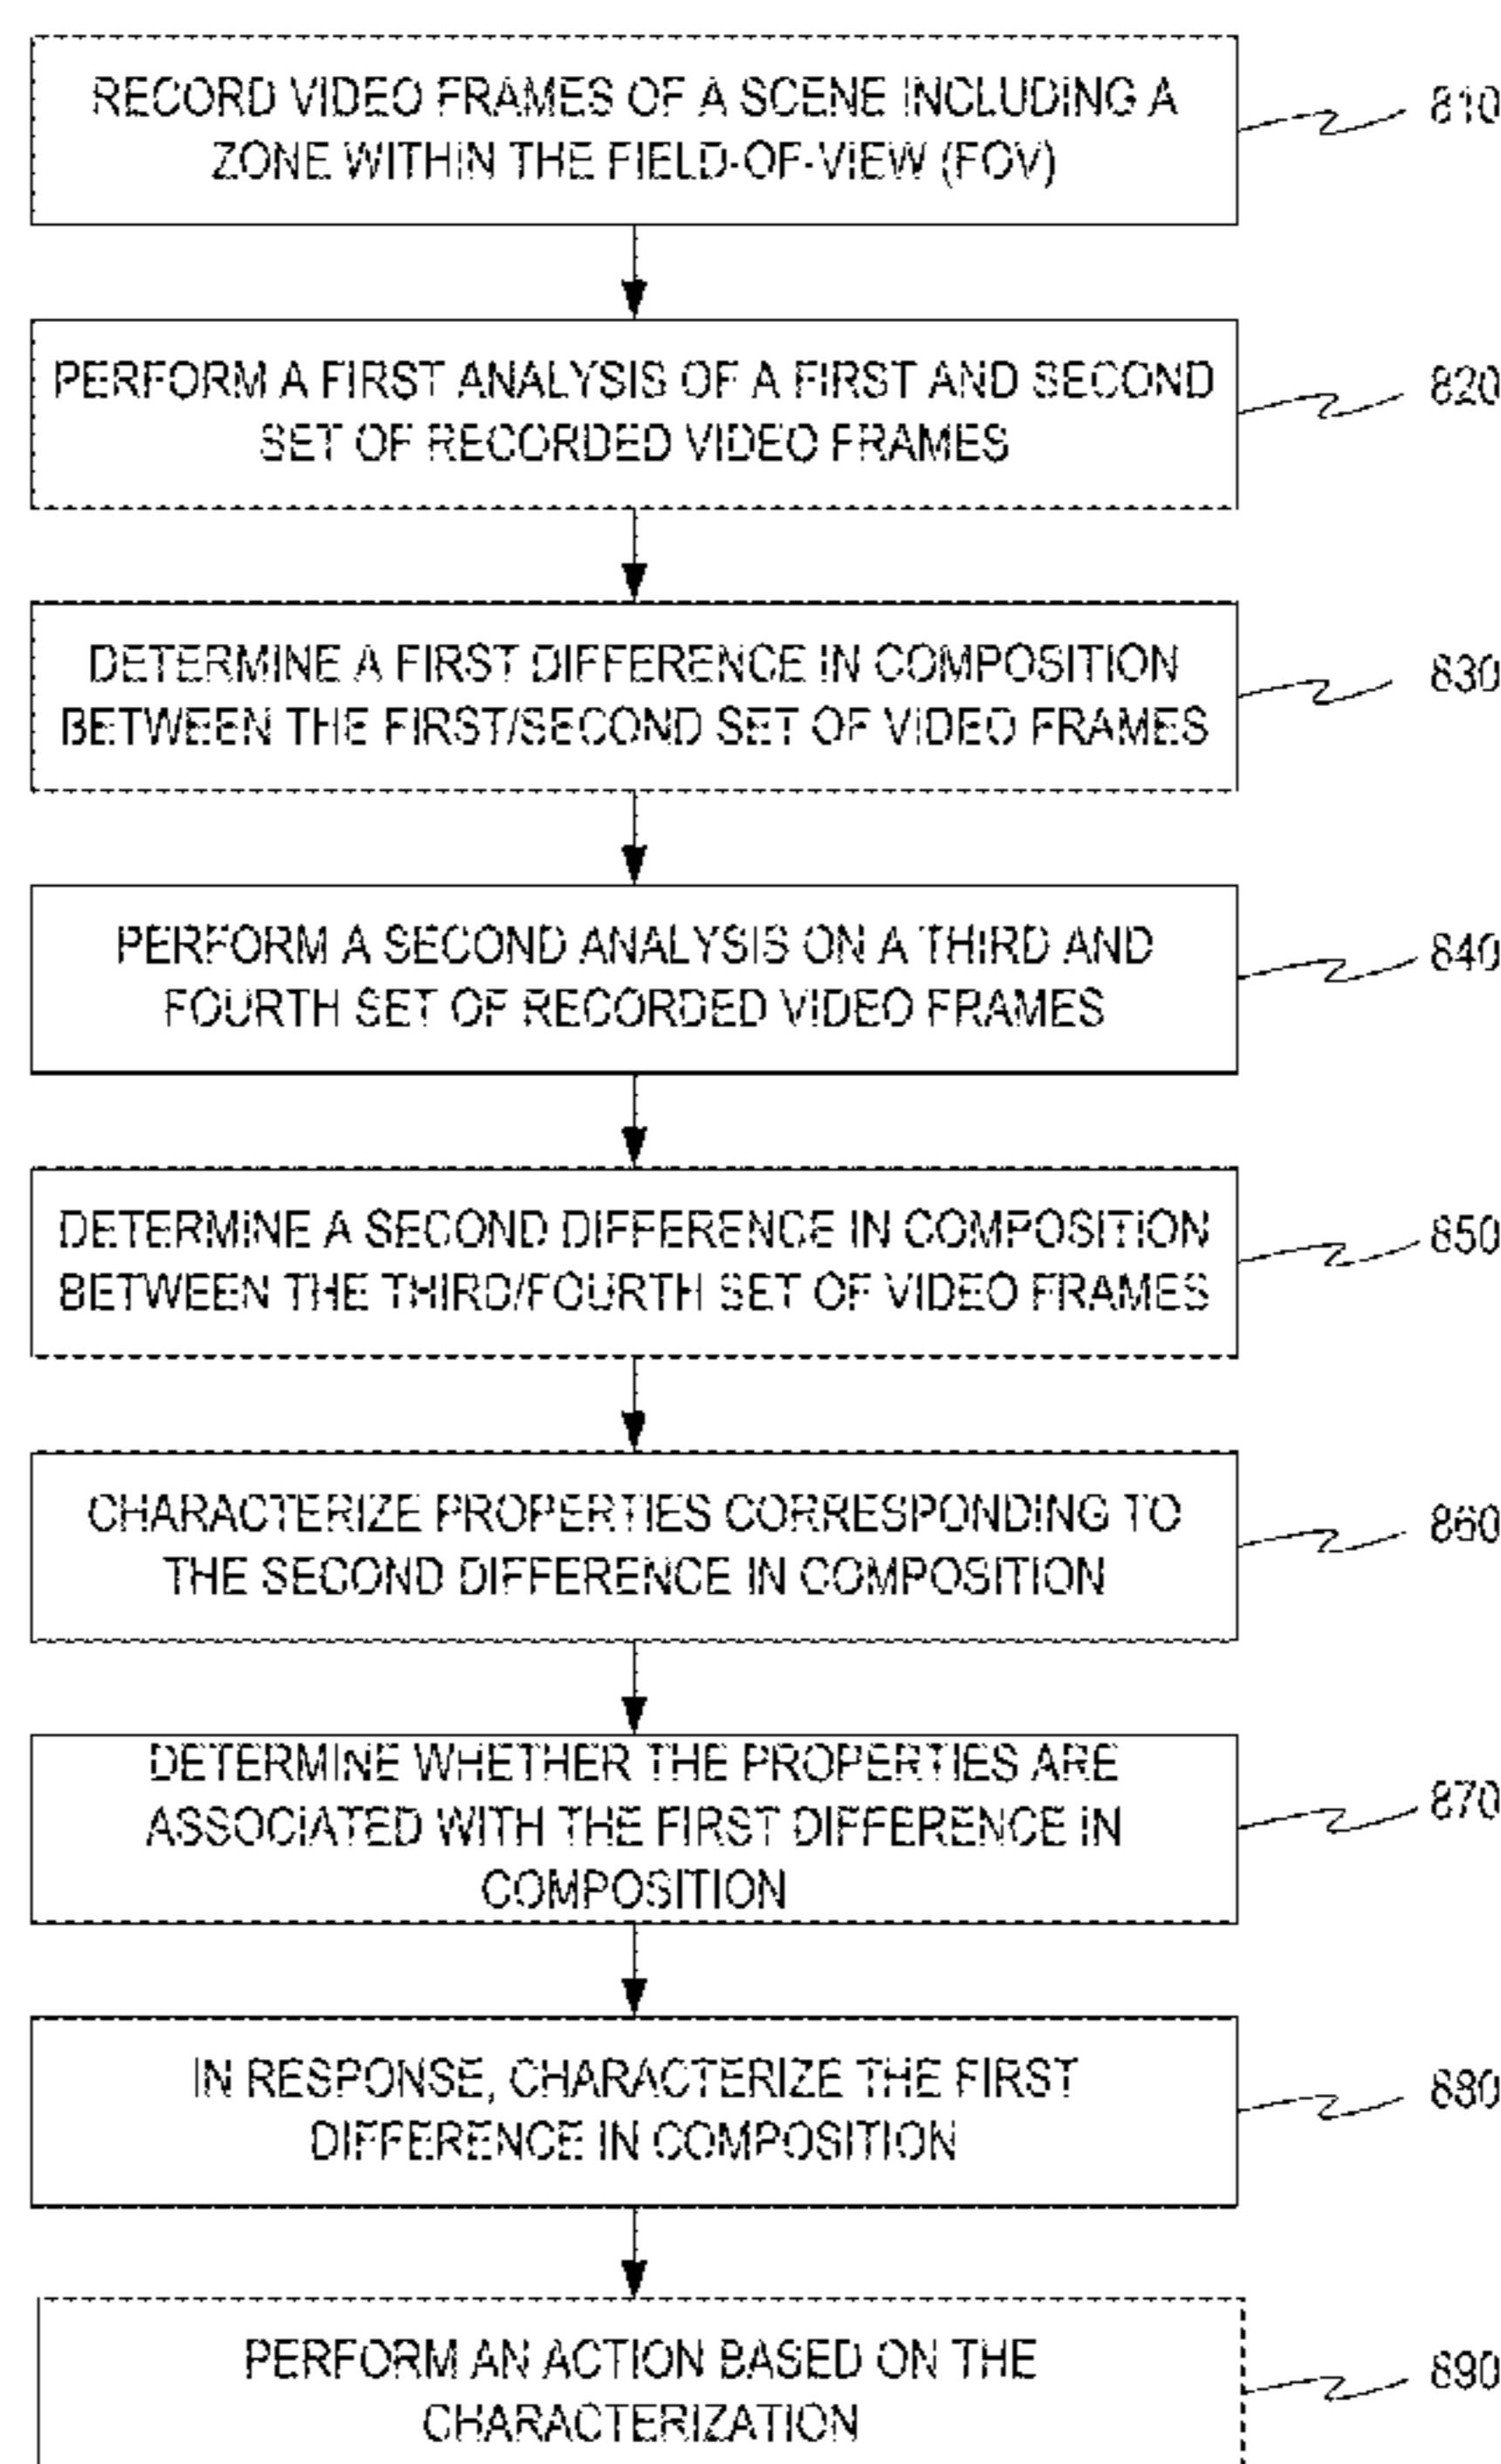 RECORD VIDEO FRAMES OF A SCENE INCLUDING A
ZONE WITHIN THE FIELD-OF-VIEW (FOV)
810
PERFORM A FIRST ANALYSIS OF A FIRST AND SECOND
SET OF RECORDED VIDEO FRAMES
820
DETERMINE A FIRST DIFFERENCE IN COMPOSITION
BETWEEN THE FIRST/SECOND SET OF VIDEO FRAMES
830
PERFORM A SECOND ANALYSIS ON A THIRD AND
FOURTH SET OF RECORDED VIDEO FRAMES
840
DETERMINE A SECOND DIFFERENCE IN COMPOSITION
BETWEEN THE THIRD/FOURTH SET OF VIDEO FRAMES
850
CHARACTERIZE PROPERTIES CORRESPONDING TO
THE SECOND DIFFERENCE IN COMPOSITION
860
DETERMINE WHETHER THE PROPERTIES ARE
ASSOCIATED WITH THE FIRST DIFFERENCE IN
COMPOSITION
870
IN RESPONSE, CHARACTERIZE THE FIRST
DIFFERENCE IN COMPOSITION
880
PERFORM AN ACTION BASED ON THE
CHARACTERIZATION
890